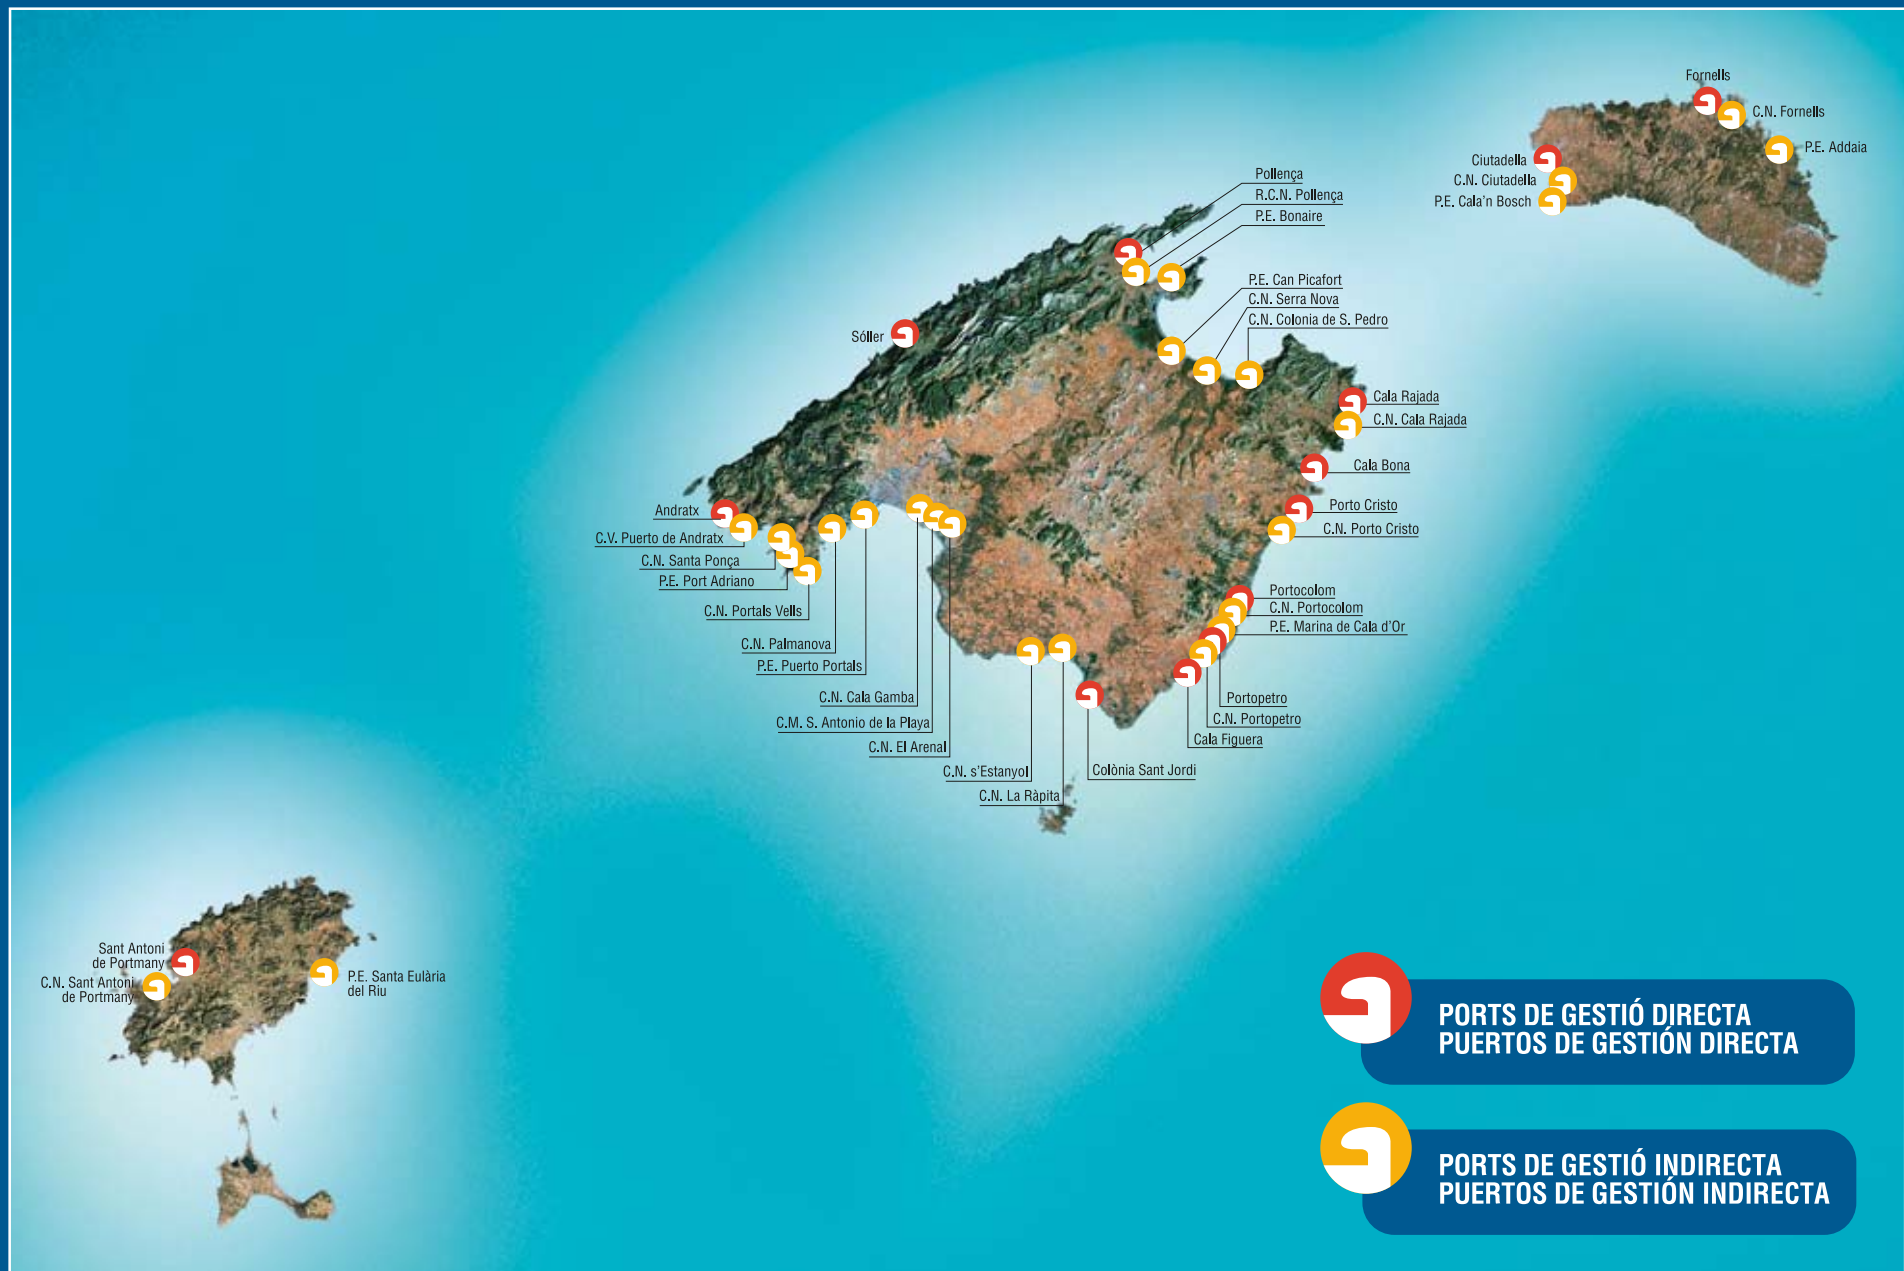 Fornells
C.N. Fornells
P.E. Addaia
Ciutadella
C.N. Ciutadella
P.E. Cala'n Bosch
Pollença
R.C.N. Pollença
P.E. Bonaire
P.E. Can Picafort
C.N. Serra Nova
C.N. Colonia de S. Pedro
Sóller
Cala Rajada
C.N. Cala Rajada
Cala Bona
Porto Cristo
C.N. Porto Cristo
Andratx
C.V. Puerto de Andratx
C.N. Santa Ponça
P.E. Port Adriano
C.N. Portals Vells
C.N. Palmanova
P.E. Puerto Portals
C.N. Cala Gamba
C.M. S. Antonio de la Playa
C.N. El Arenal
C.N. s'Estanyol
C.N. La Ràpita
Portocolom
C.N. Portocolom
P.E. Marina de Cala d'Or
Portopetro
C.N. Portopetro
Cala Figuera
Colònia Sant Jordi
Sant Antoni
de Portmany
C.N. Sant Antoni
de Portmany
P.E. Santa Eulària
del Riu
PORTS DE GESTIÓ DIRECTA
PUERTOS DE GESTIÓN DIRECTA
PORTS DE GESTIÓ INDIRECTA
PUERTOS DE GESTIÓN INDIRECTA